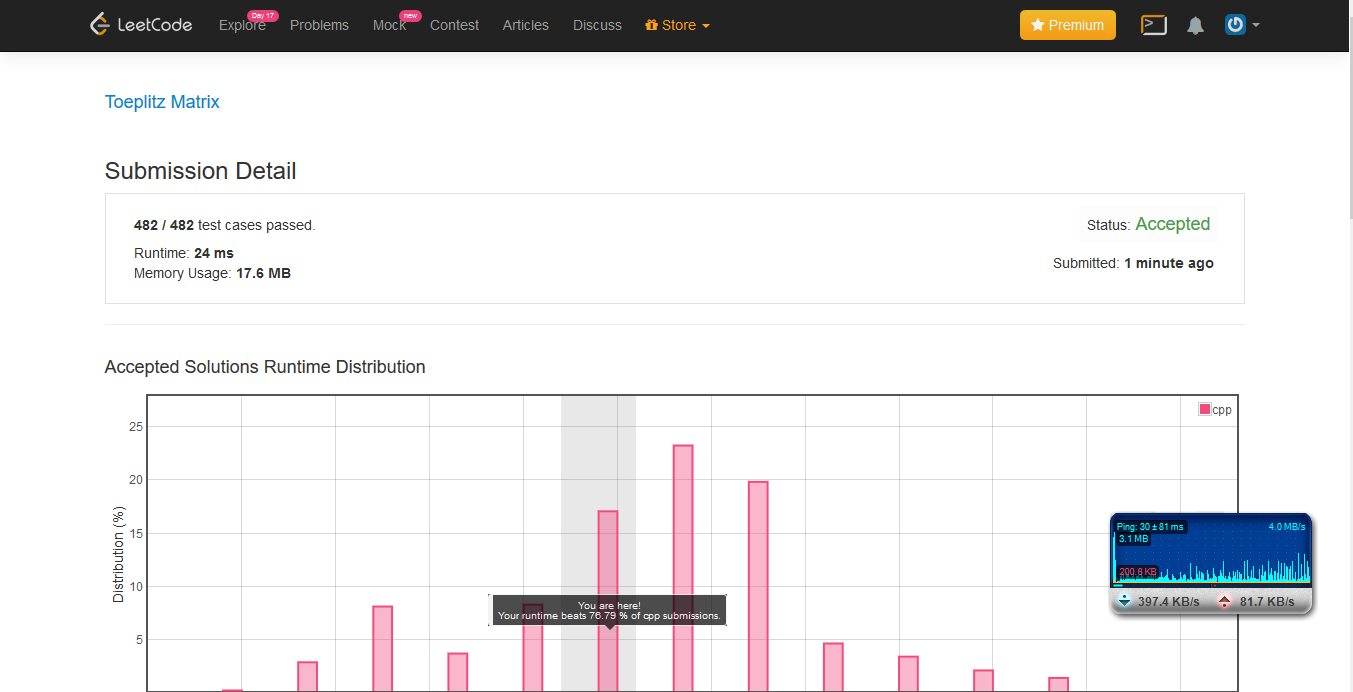 LeetCode Explore Day 17 Problems Mock new Contest Articles Discuss Store Premium
Toeplitz Matrix
Submission Detail
482 / 482 test cases passed.
Status: Accepted
Runtime: 24 ms
Memory Usage: 17.6 MB
Submitted: 1 minute ago
Accepted Solutions Runtime Distribution
cpp
25
20
15
10
5
Distribution (%)
You are here!
Your runtime beats 76.79 % of cpp submissions.
Ping: 30 ± 81 ms 4.0 MB/s
3.1 MB
200.6 KB
397.4 KB/s 81.7 KB/s